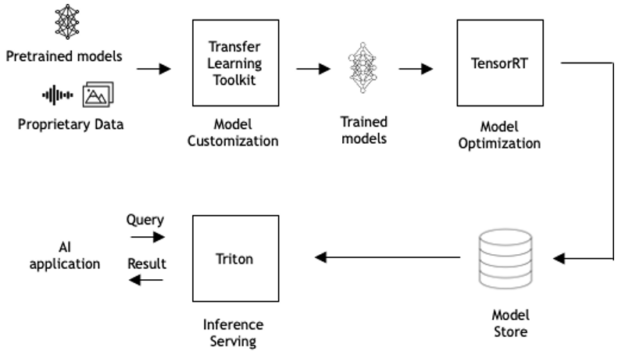 Pretrained models
Proprietary Data
Transfer
Learning
Toolkit
Model
Customization
Trained
models
TensorRT
Model
Optimization
AI
application
Query
Result
Triton
Inference
Serving
Model
Store